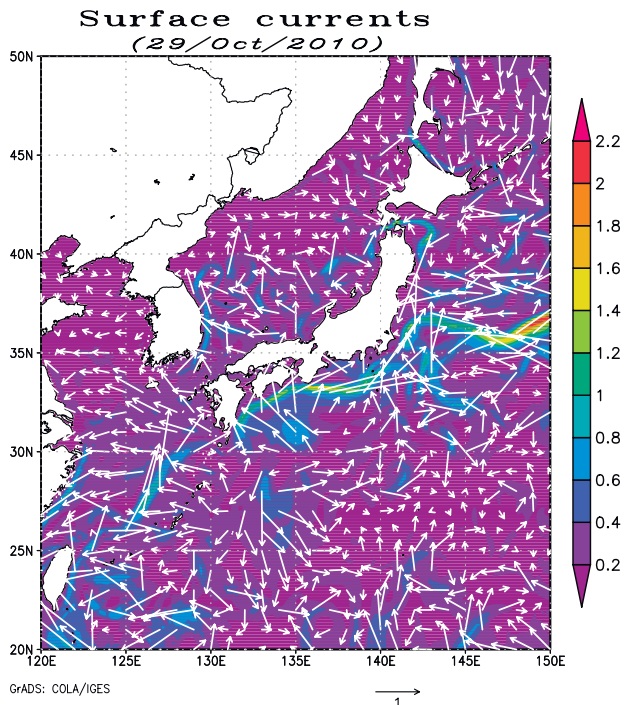 Surface currents
(29/Oct/2010)
50N
45N
40N
35N
30N
25N
20N
120E 125E 130E 135E 140E 145E 150E
2.2
2
1.8
1.6
1.4
1.2
1
0.8
0.6
0.4
0.2
GrADS: COLA/IGES
1